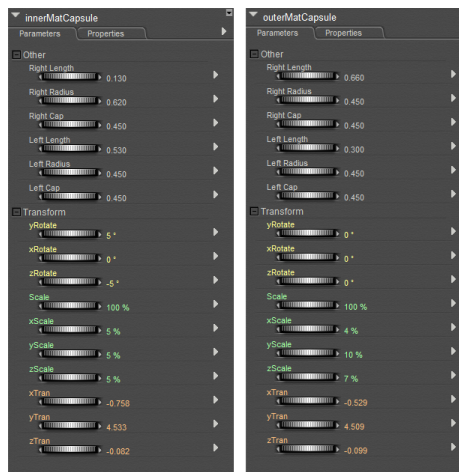 innerMatCapsule
Parameters Properties
Other
Right Length
0.130
Right Radius
0.620
Right Cap
0.450
Left Length
0.530
Left Radius
0.450
Left Cap
0.450
Transform
yRotate
5 °
xRotate
0 °
zRotate
-5 °
Scale
100 %
xScale
5 %
yScale
5 %
zScale
5 %
xTran
-0.758
yTran
4.533
zTran
-0.082
outerMatCapsule
Parameters Properties
Other
Right Length
0.660
Right Radius
0.450
Right Cap
0.450
Left Length
0.300
Left Radius
0.450
Left Cap
0.450
Transform
yRotate
0 °
xRotate
0 °
zRotate
0 °
Scale
100 %
xScale
4 %
yScale
10 %
zScale
7 %
xTran
-0.529
yTran
4.509
zTran
-0.099